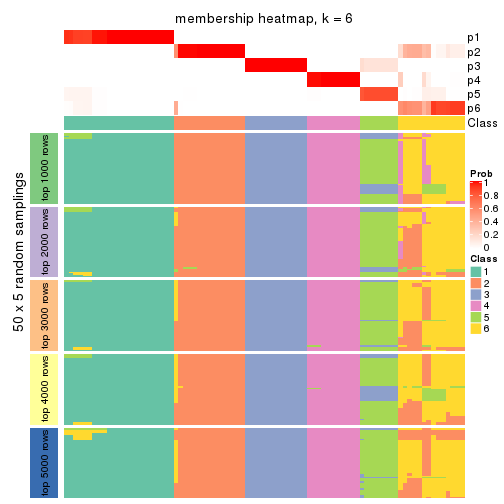 membership heatmap, k = 6
p1
p2
p3
p4
p5
p6
Class
50 x 5 random samplings
top 1000 rows
top 2000 rows
top 3000 rows
top 4000 rows
top 5000 rows
Prob
1
0.8
0.6
0.4
0.2
0
Class
1
2
3
4
5
6